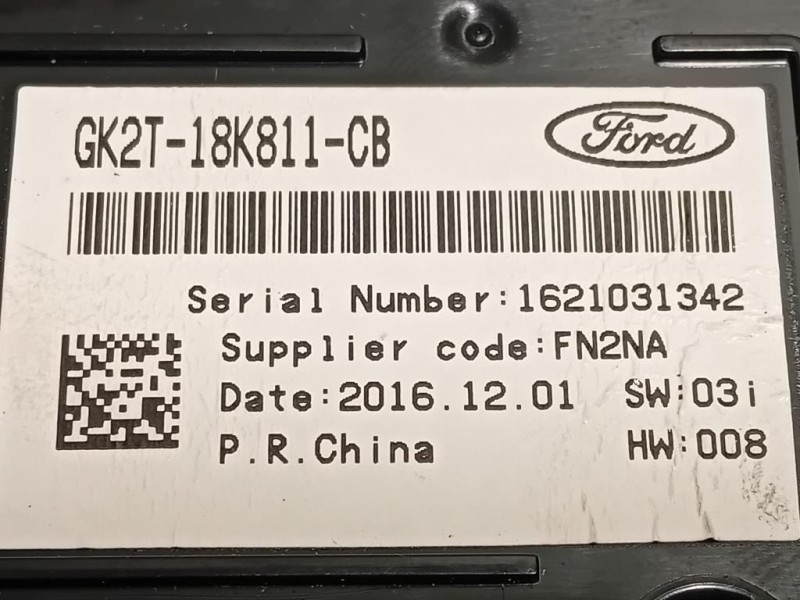 GK2T-18K811-CB
Ford
Serial Number:1621031342
Supplier code:FN2NA
Date:2016.12.01 SW:03i
P.R.China HW:008